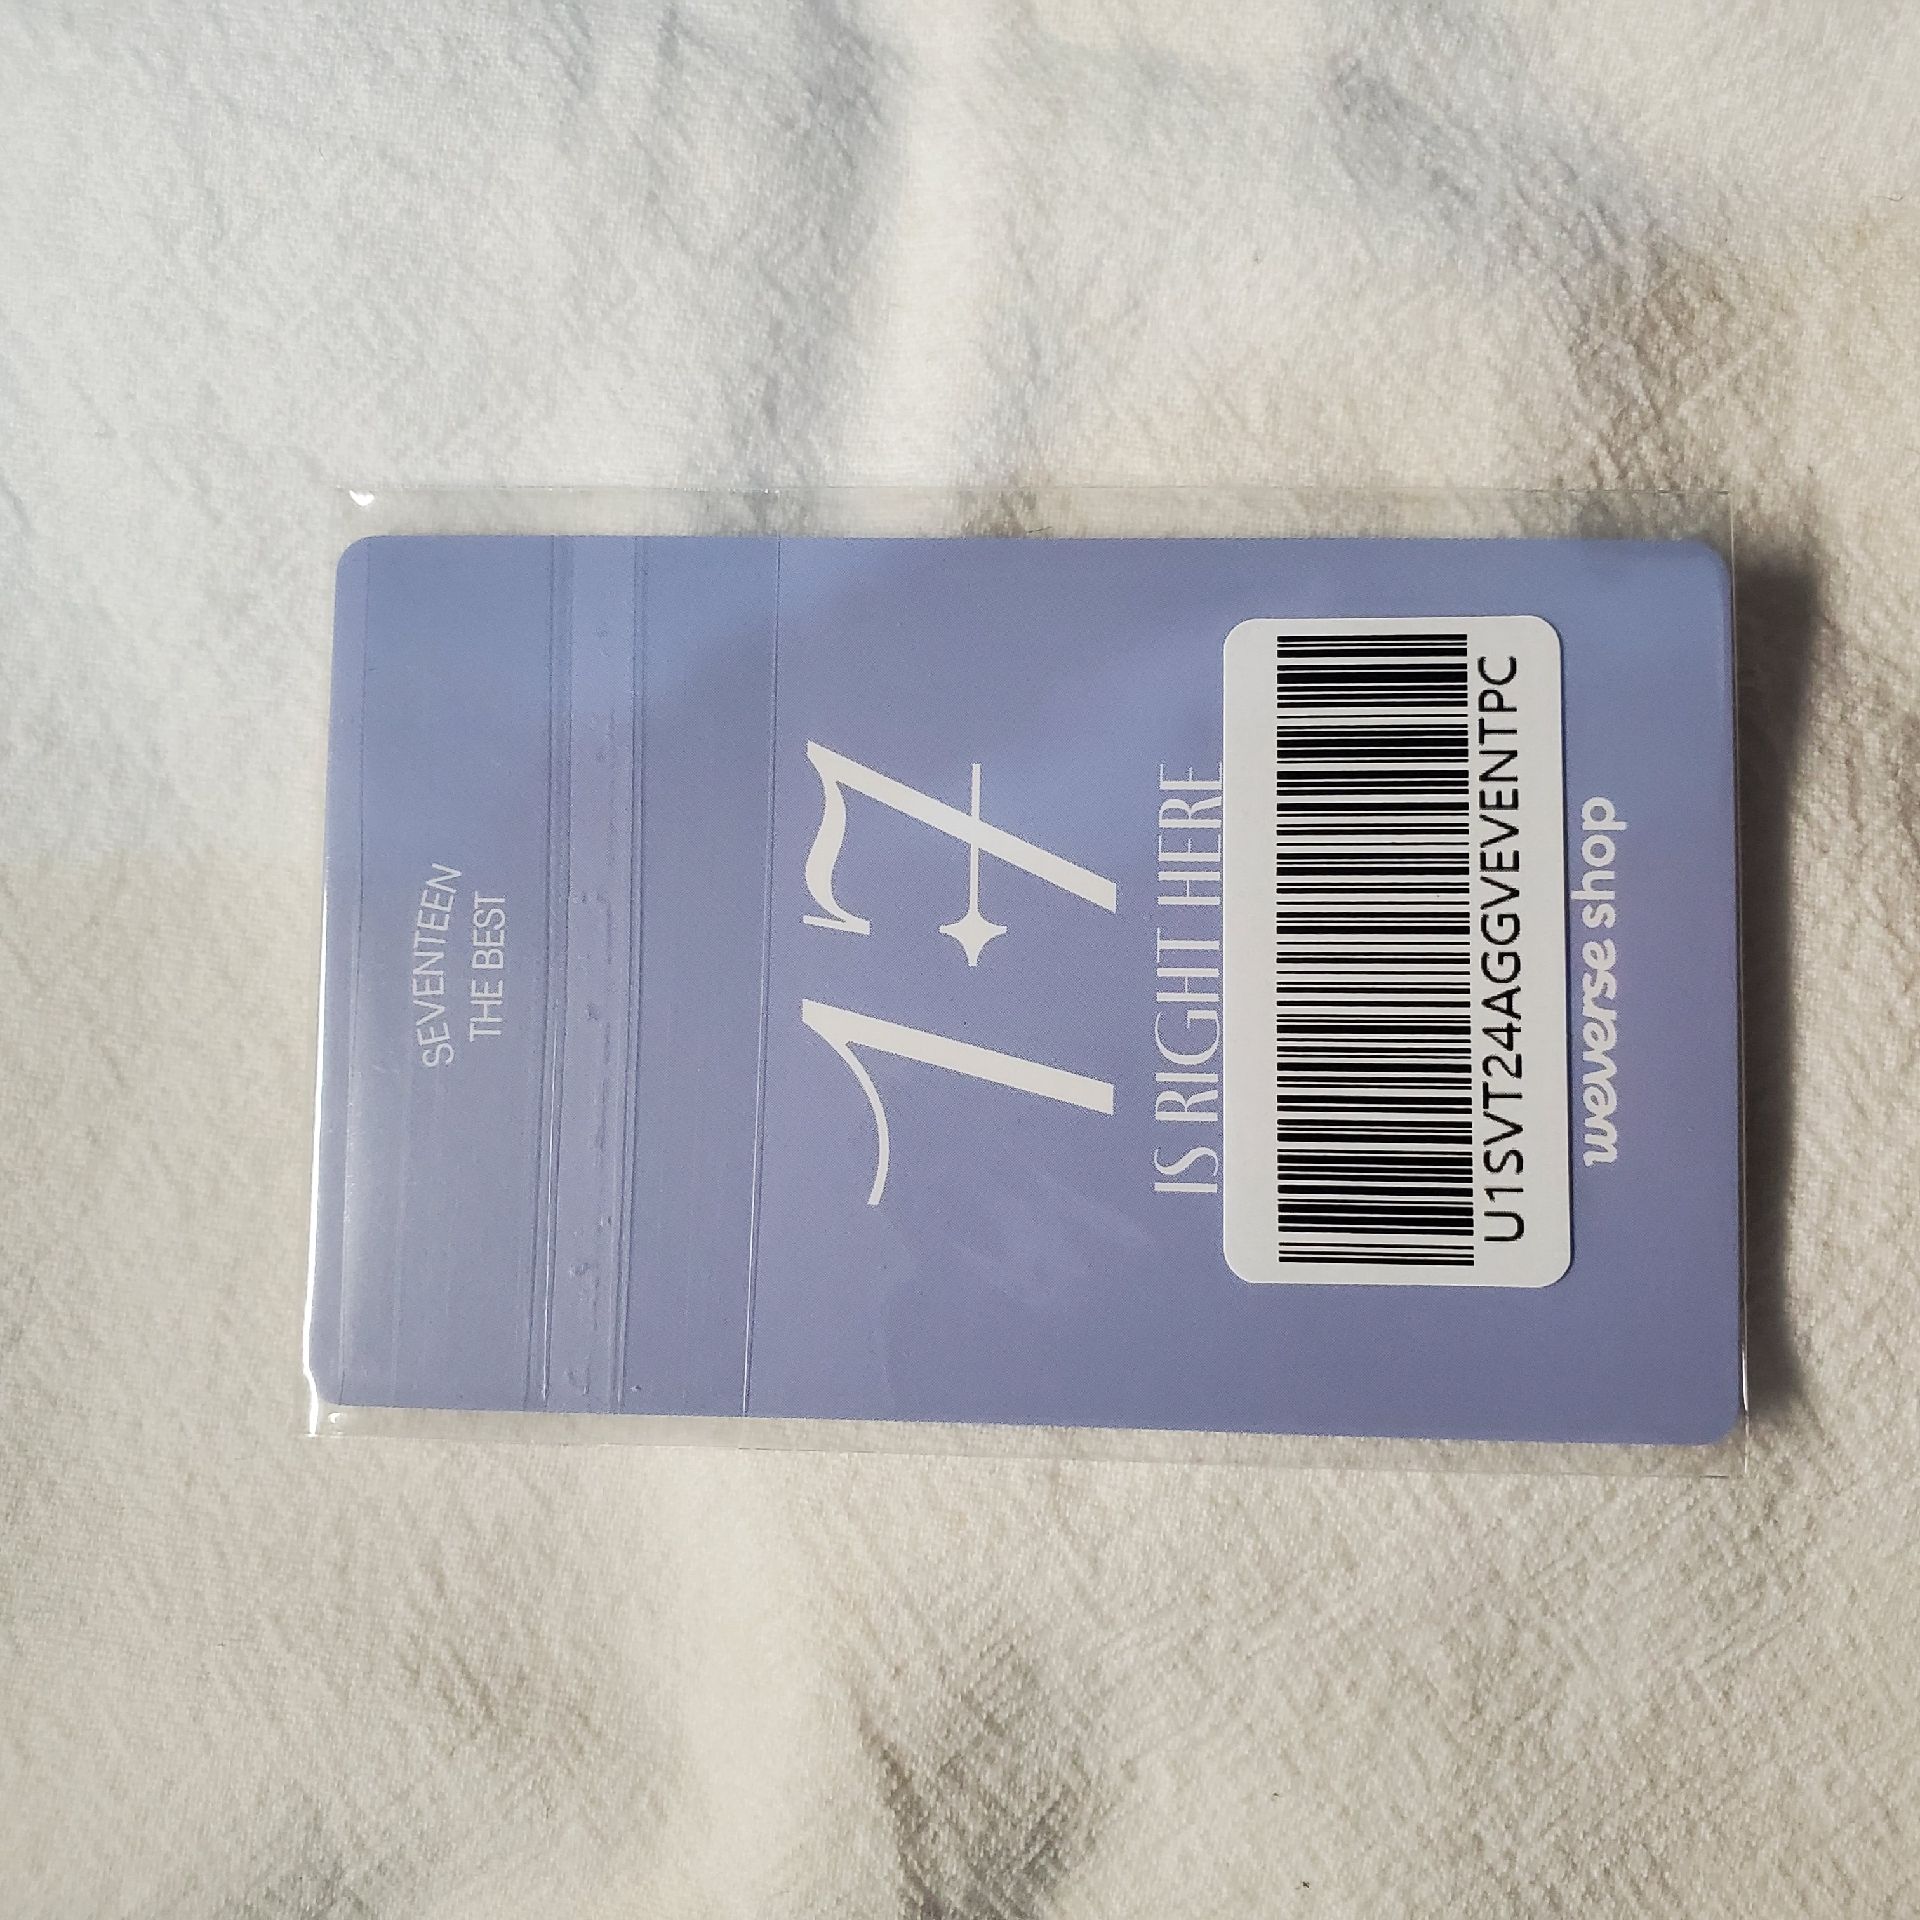 SEVENTEEN
THE BEST
17
IS RIGHT HERE
U1SVT24AGGVEVENTPC
weverse shop